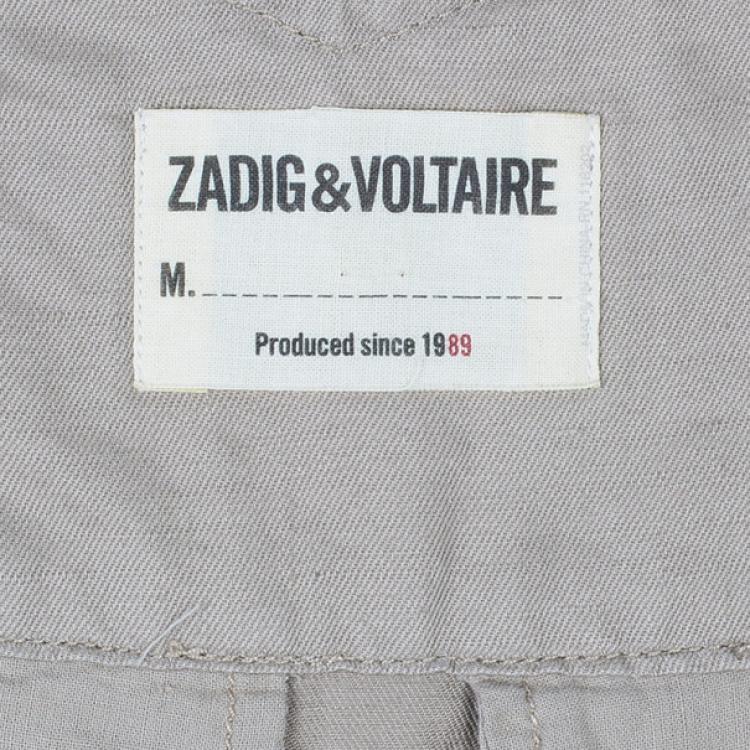 ZADIG&VOLTAIRE
M.
Produced since 1989